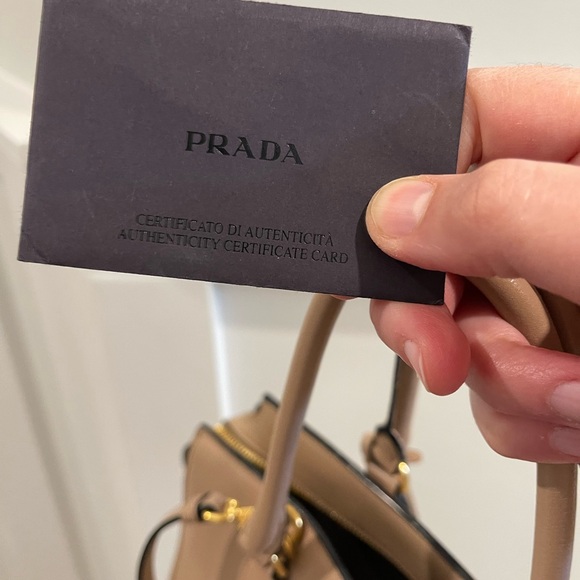 PRADA
CERTIFICATO DI AUTENTICITÀ
AUTHENTICITY CERTIFICATE CARD